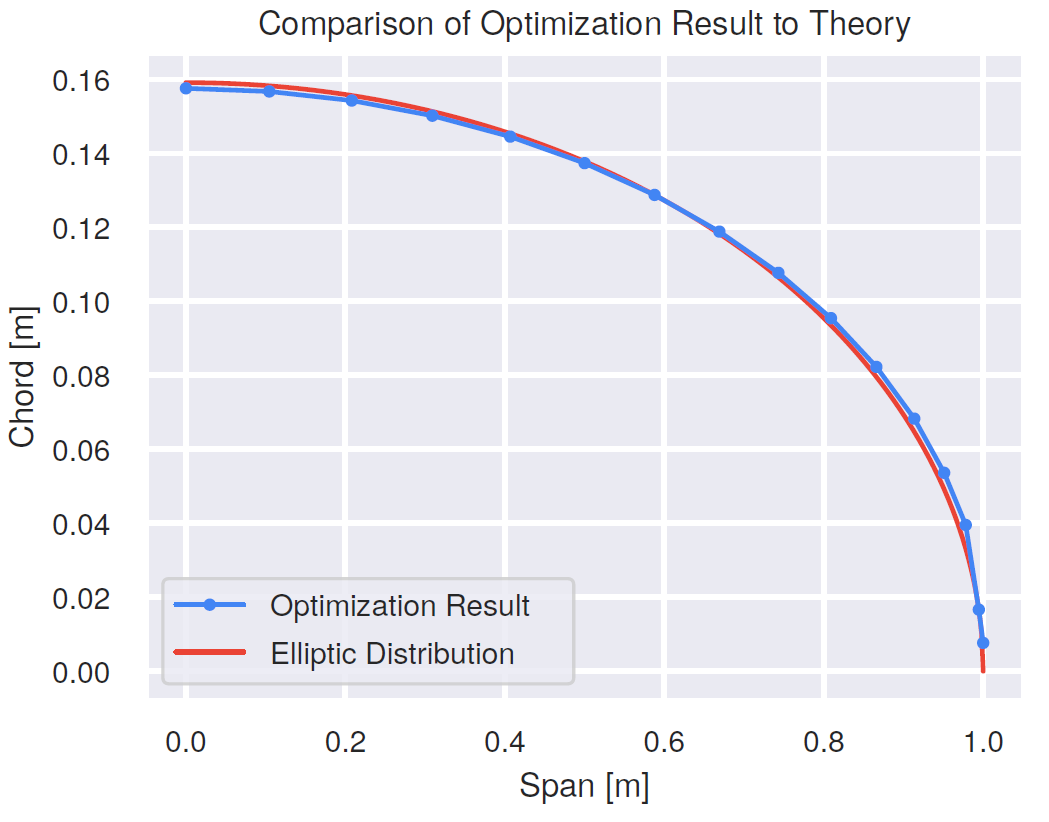 Comparison of Optimization Result to Theory
0.16
0.14
0.12
0.10
0.08
0.06
0.04
0.02
0.00
Chord [m]
Optimization Result
Elliptic Distribution
0.0 0.2 0.4 0.6 0.8 1.0
Span [m]